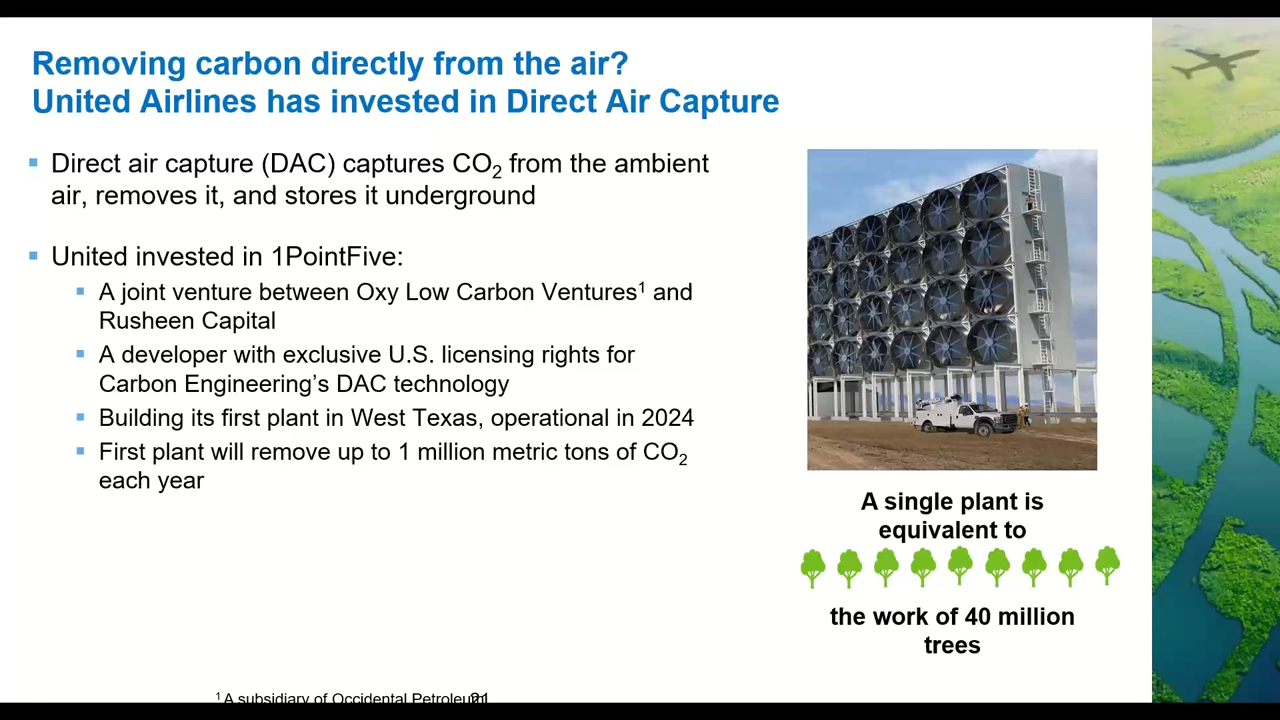 Removing carbon directly from the air?
United Airlines has invested in Direct Air Capture
▪ Direct air capture (DAC) captures CO₂ from the ambient
air, removes it, and stores it underground
▪ United invested in 1PointFive:
▪ A joint venture between Oxy Low Carbon Ventures¹ and
Rusheen Capital
▪ A developer with exclusive U.S. licensing rights for
Carbon Engineering’s DAC technology
▪ Building its first plant in West Texas, operational in 2024
▪ First plant will remove up to 1 million metric tons of CO₂
each year
A single plant is
equivalent to
the work of 40 million
trees
¹ A subsidiary of Occidental Petroleum
21